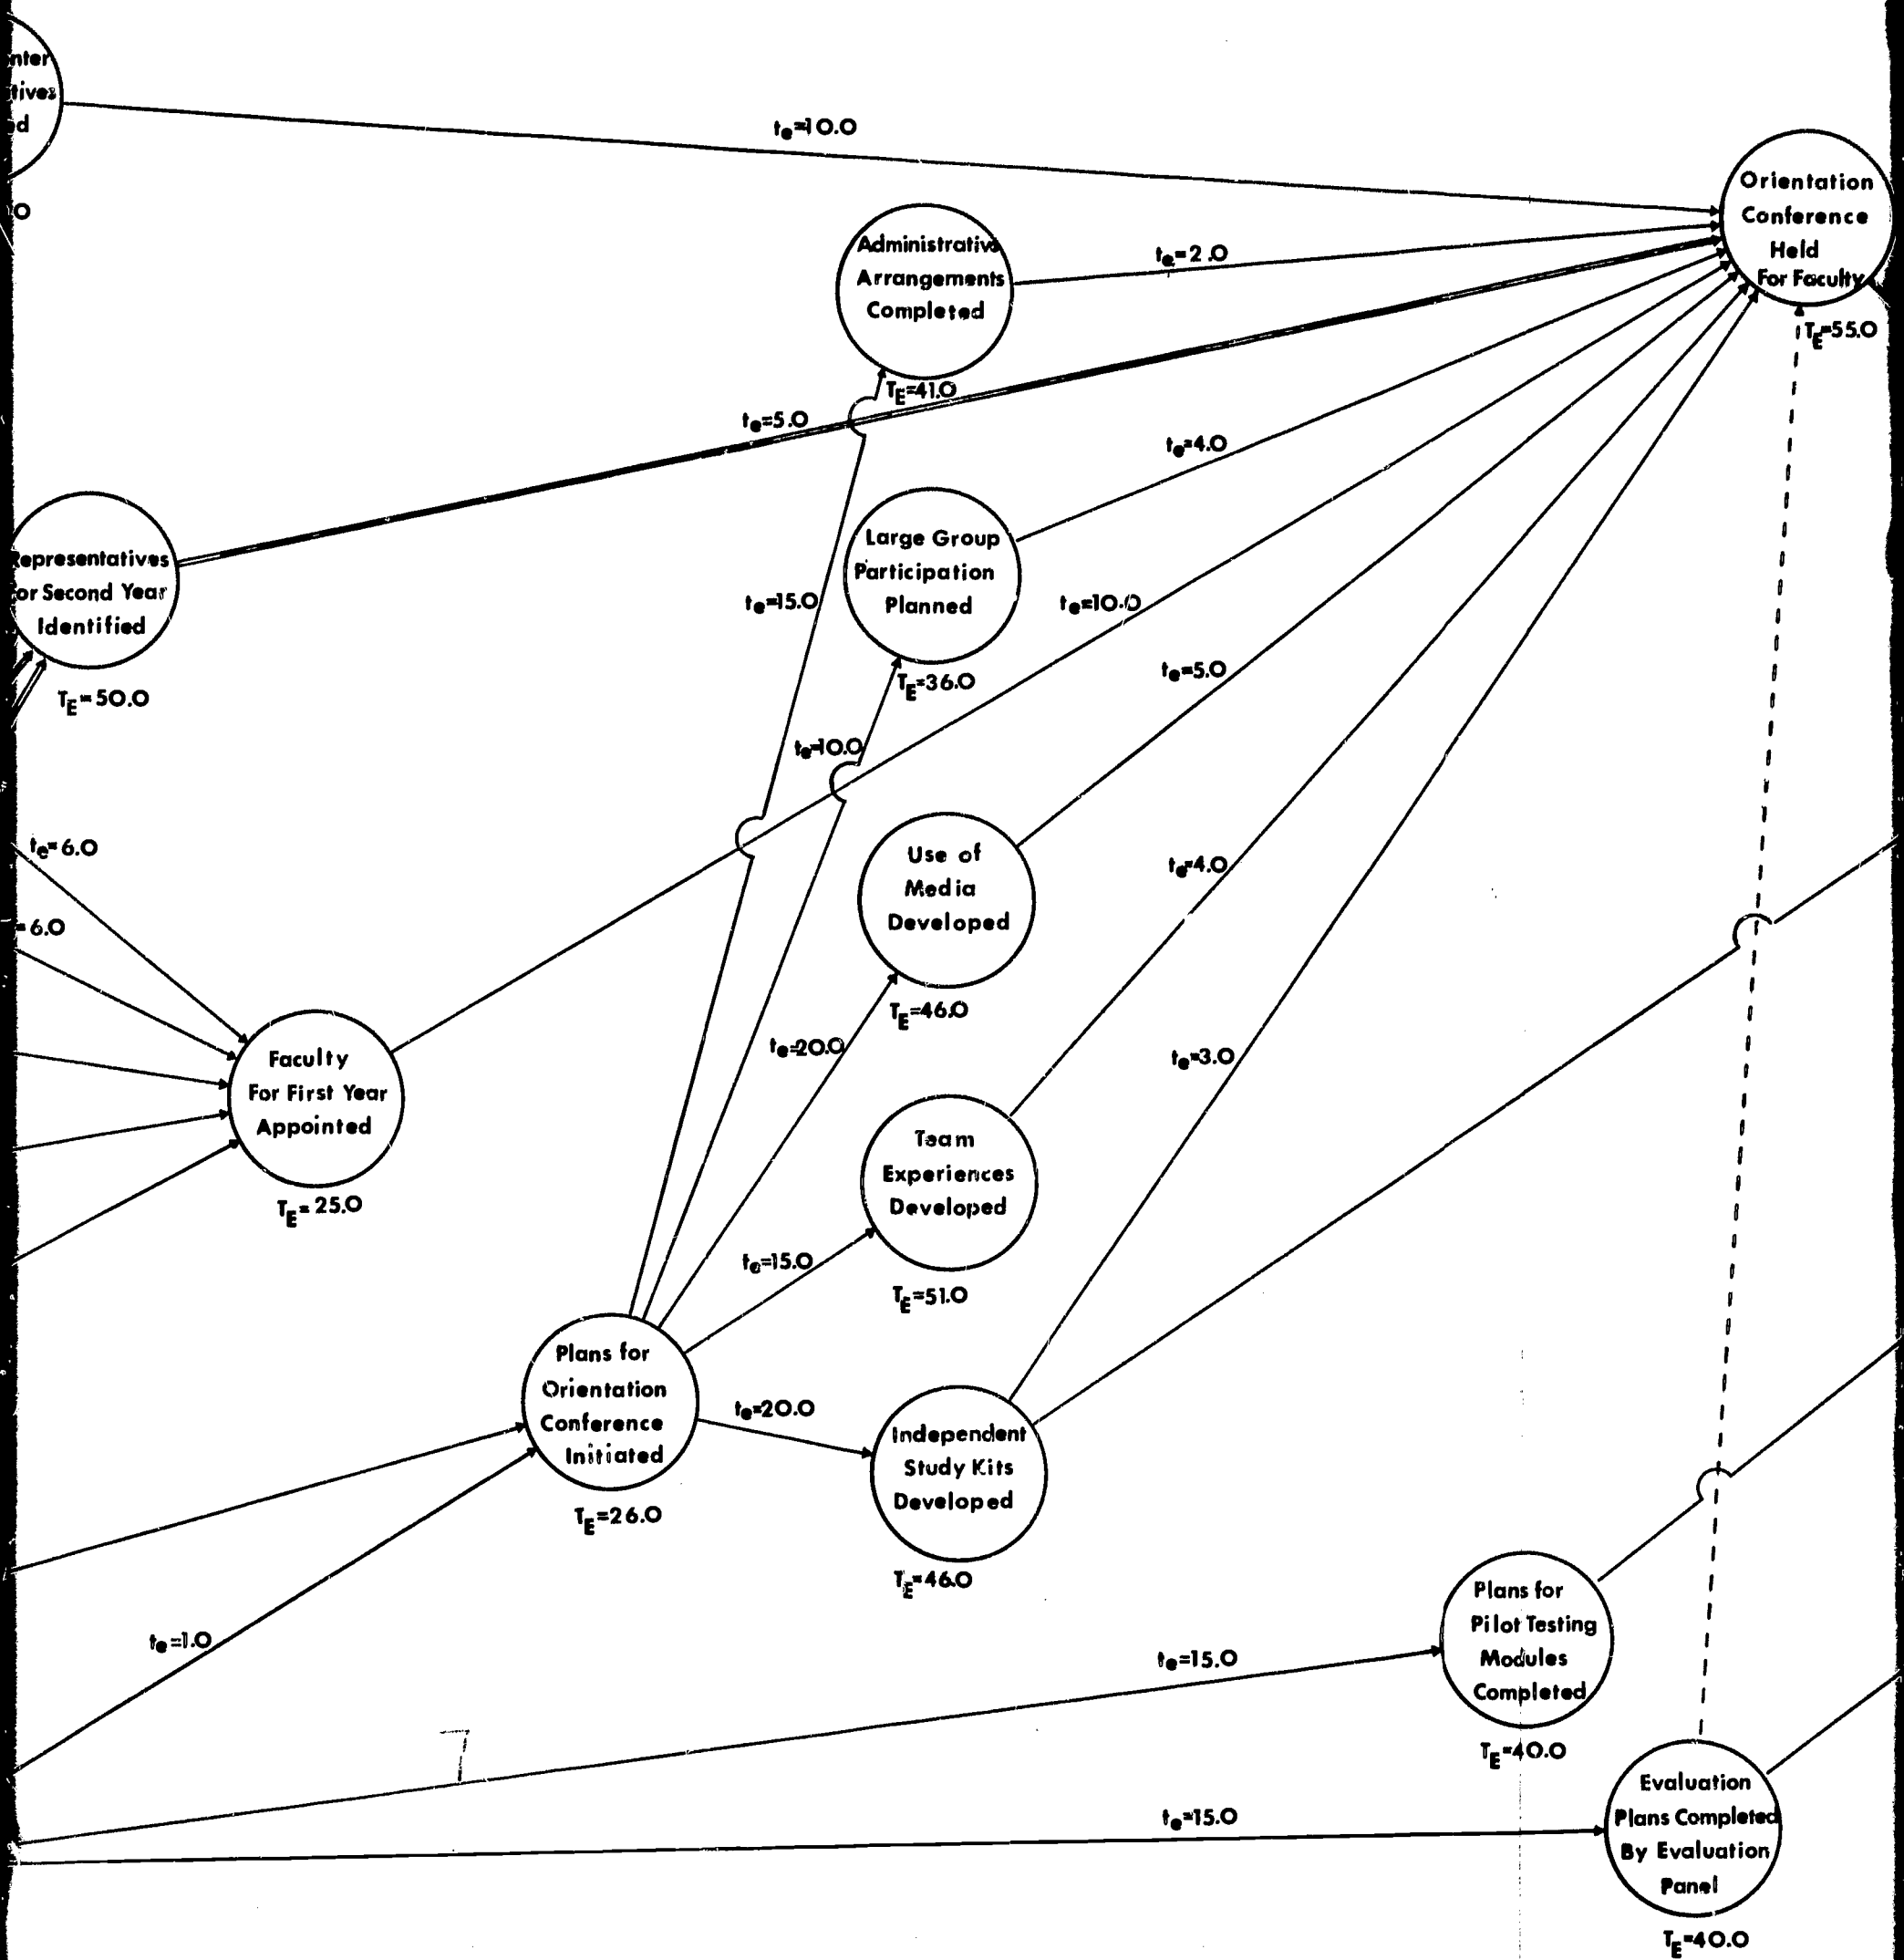 tives
d
O
te=10.0
Orientation
Conference
Held
For Faculty
TE=55.0
Administrative
Arrangements
Completed
TE=41.0
te=2.0
te=5.0
te=4.0
Representatives
or Second Year
Identified
TE=50.0
Large Group
Participation
Planned
TE=36.0
te=15.0
te=10.0
te=5.0
te=10.0
te=6.0
=6.0
Use of
Media
Developed
TE=46.0
te=4.0
te=20.0
te=3.0
Faculty
For First Year
Appointed
TE=25.0
Team
Experiences
Developed
TE=51.0
te=15.0
Plans for
Orientation
Conference
Initiated
TE=26.0
te=20.0
Independent
Study Kits
Developed
TE=46.0
te=1.0
te=15.0
Plans for
Pilot Testing
Modules
Completed
TE=40.0
te=15.0
Evaluation
Plans Completed
By Evaluation
Panel
TE=40.0